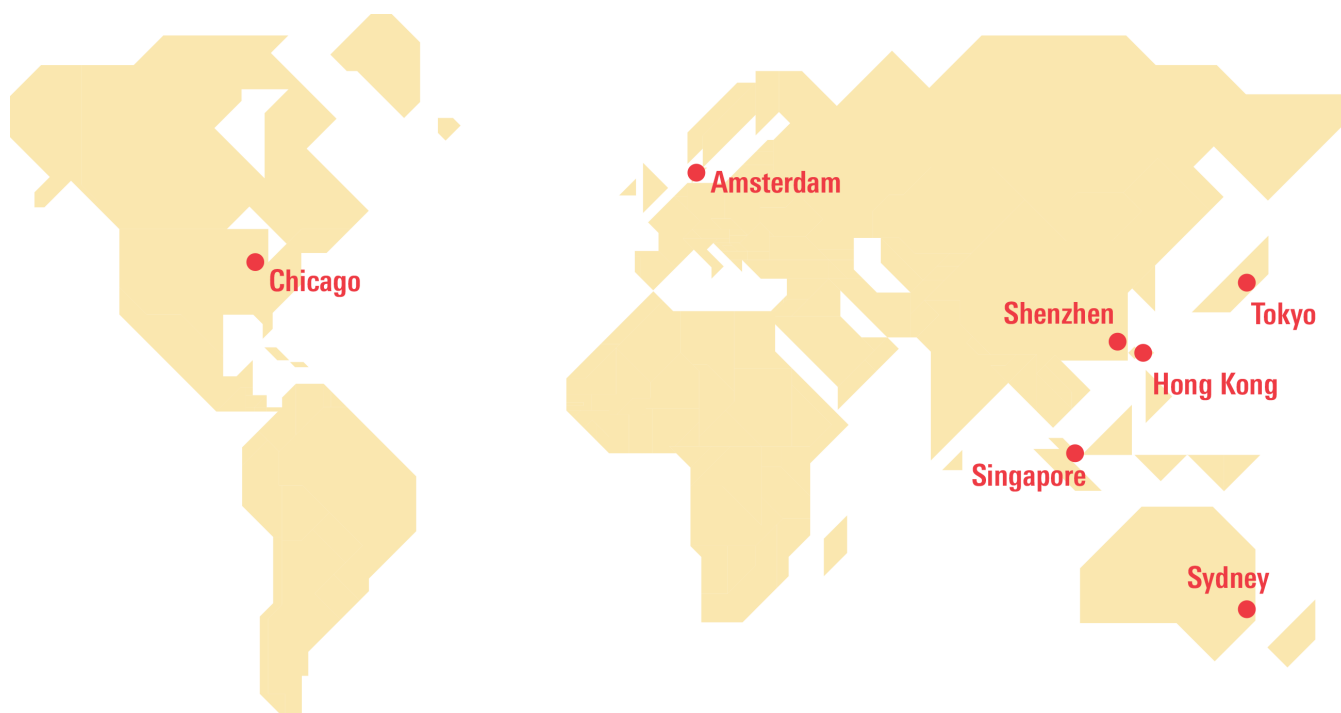 Amsterdam
Chicago
Shenzhen
Tokyo
Hong Kong
Singapore
Sydney